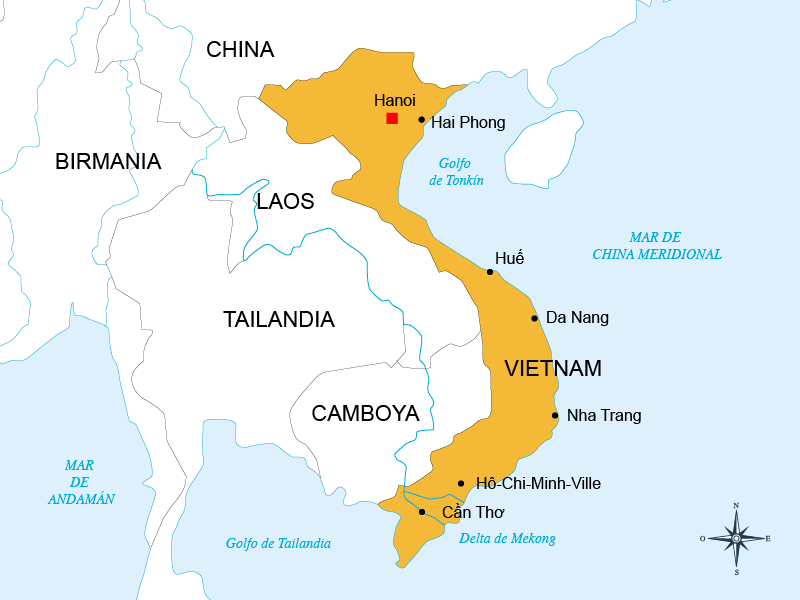 CHINA
Hanoi
Hai Phong
BIRMANIA
Golfo
de Tonkín
LAOS
MAR DE
CHINA MERIDIONAL
Huế
TAILANDIA
Da Nang
VIETNAM
CAMBOYA
Nha Trang
MAR
DE
ANDAMÁN
Hô-Chi-Minh-Ville
Cần Thơ
Golfo de Tailandia
Delta de Mekong
N
O
E
S